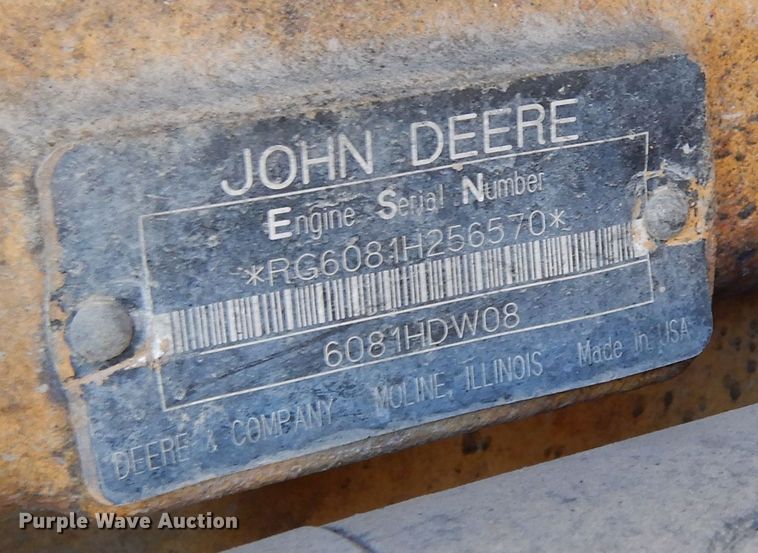 JOHN DEERE
Engine Serial Number
*RG6081H256570*
6081HDW08
DEERE & COMPANY MOLINE, ILLINOIS Made in USA
Purple Wave Auction